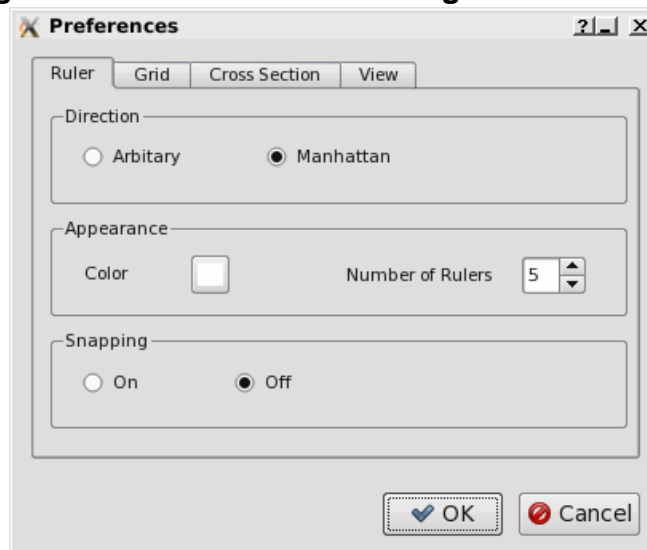 Preferences
Ruler Grid Cross Section View
Direction
Arbitary Manhattan
Appearance
Color Number of Rulers 5
Snapping
On Off
OK Cancel